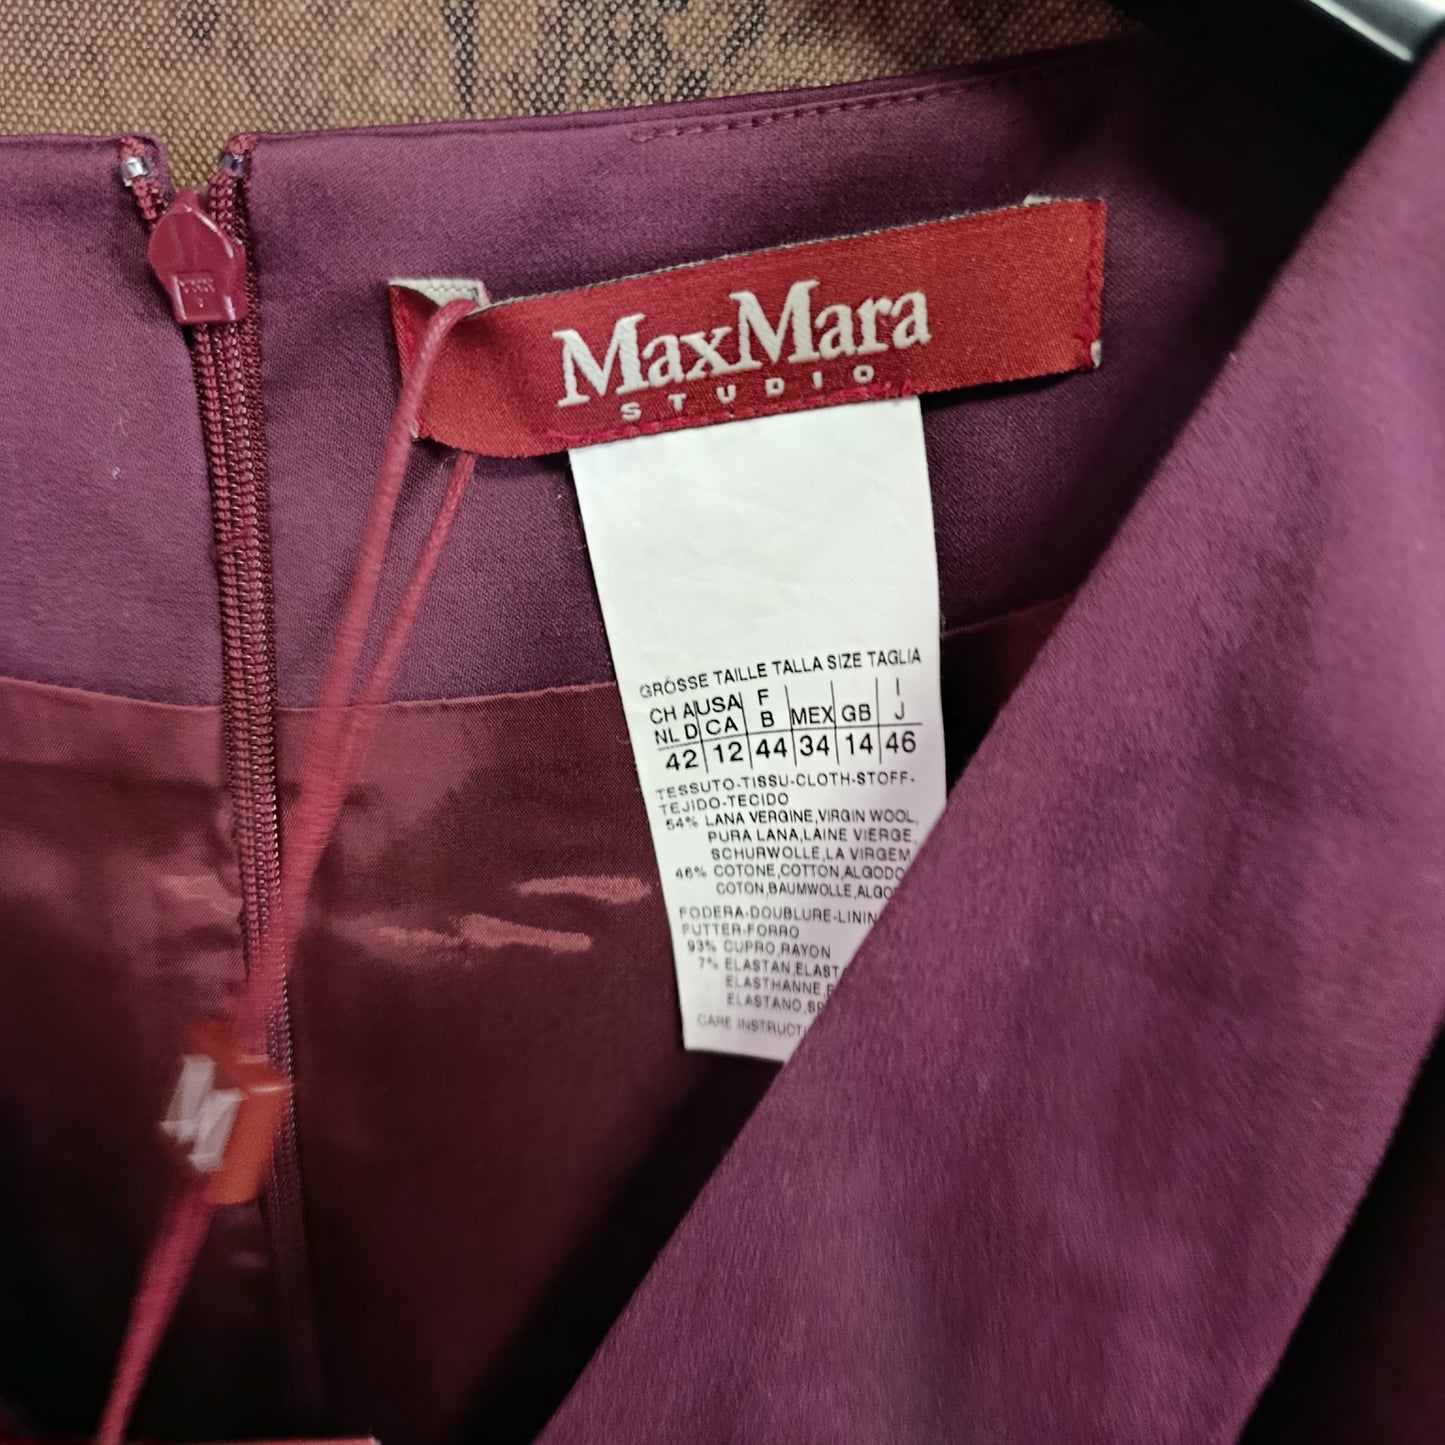 MaxMara
STUDIO
GRÖSSE TAILLE TALLA SIZE TAGLIA
CH A USA F MEX GB I
NL D CA B J
42 12 44 34 14 46
TESSUTO-TISSU-CLOTH-STOFF-
TEJIDO-TECIDO
54% LANA VERGINE,VIRGIN WOOL,
PURA LANA,LAINE VIERGE,
SCHURWOLLE,LA VIRGEM
46% COTONE,COTTON,ALGODO
COTON,BAUMWOLLE,ALGO
FODERA-DOUBLURE-LININ
FUTTER-FORRO
93% CUPRO,RAYON
7% ELASTAN,ELAST
ELASTHANNE,
ELASTANO,SP
CARE INSTRUCTI
M